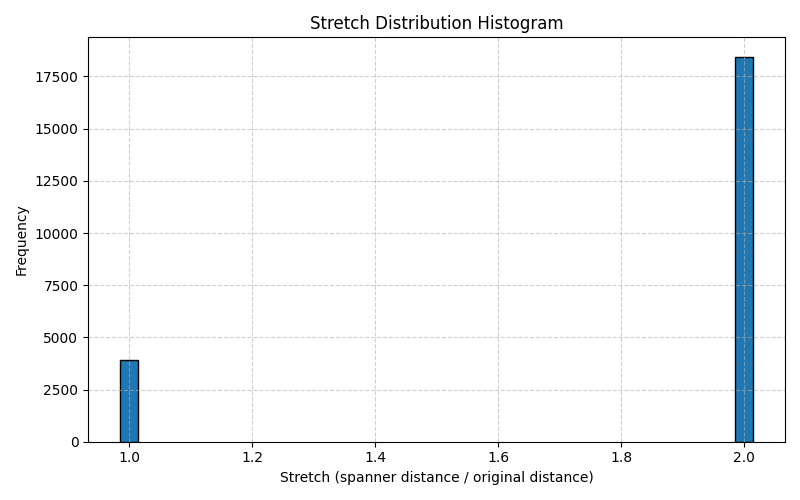 Stretch Distribution Histogram
Frequency
17500
15000
12500
10000
7500
5000
2500
0
1.0 1.2 1.4 1.6 1.8 2.0
Stretch (spanner distance / original distance)